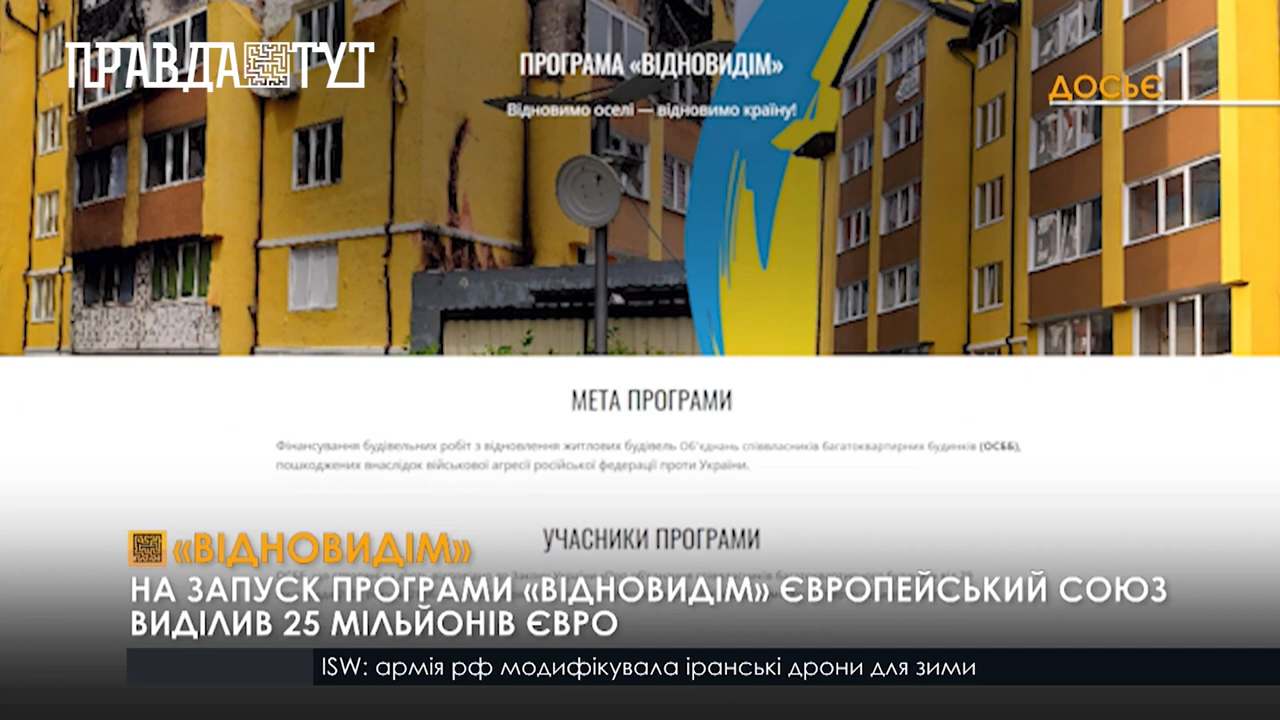 ПРАВДА ТУТ
ПРОГРАМА «ВІДНОВИДІМ»
Відновимо оселі — відновимо країну!
ДОСЬЄ
МЕТА ПРОГРАМИ
Фінансування будівельних робіт з відновлення житлових будівель Об'єднань співвласників багатоквартирних будинків (ОСББ),
пошкоджених внаслідок військової агресії російської федерації проти України.
УЧАСНИКИ ПРОГРАМИ
«ВІДНОВИДІМ»
НА ЗАПУСК ПРОГРАМИ «ВІДНОВИДІМ» ЄВРОПЕЙСЬКИЙ СОЮЗ
ВИДІЛИВ 25 МІЛЬЙОНІВ ЄВРО
ISW: армія рф модифікувала іранські дрони для зими